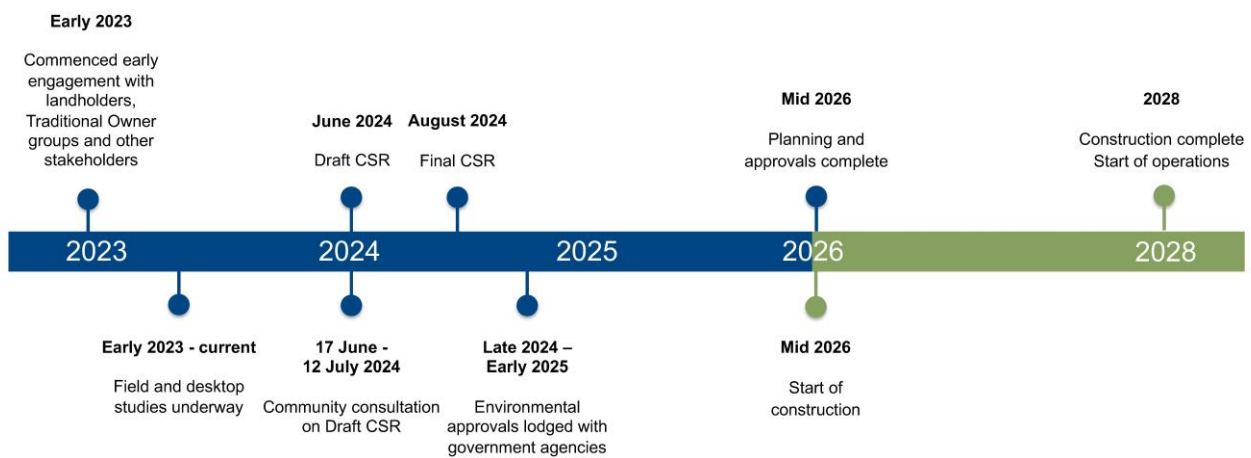 Early 2023
Commenced early
engagement with
landholders,
Traditional Owner
groups and other
stakeholders
June 2024
Draft CSR
August 2024
Final CSR
Mid 2026
Planning and
approvals complete
2028
Construction complete
Start of operations
2023
2024
2025
2026
2028
Early 2023 - current
Field and desktop
studies underway
17 June -
12 July 2024
Community consultation
on Draft CSR
Late 2024 –
Early 2025
Environmental
approvals lodged with
government agencies
Mid 2026
Start of
construction